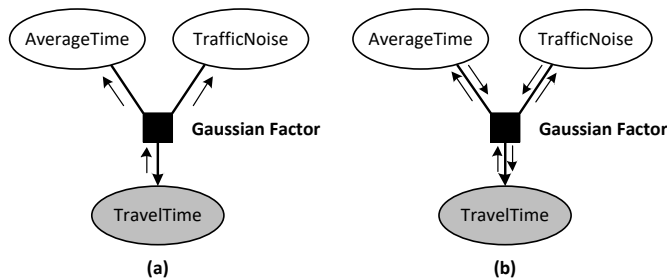 AverageTime TrafficNoise AverageTime TrafficNoise
Gaussian Factor Gaussian Factor
TravelTime TravelTime
(a) (b)